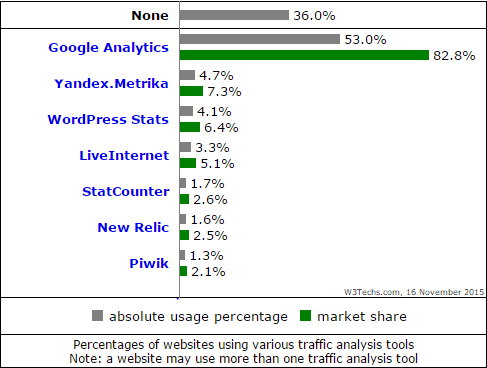 None 36.0%
Google Analytics 53.0%
82.8%
Yandex.Metrika 4.7%
7.3%
WordPress Stats 4.1%
6.4%
LiveInternet 3.3%
5.1%
StatCounter 1.7%
2.6%
New Relic 1.6%
2.5%
Piwik 1.3%
2.1%
W3Techs.com, 16 November 2015
absolute usage percentage market share
Percentages of websites using various traffic analysis tools
Note: a website may use more than one traffic analysis tool